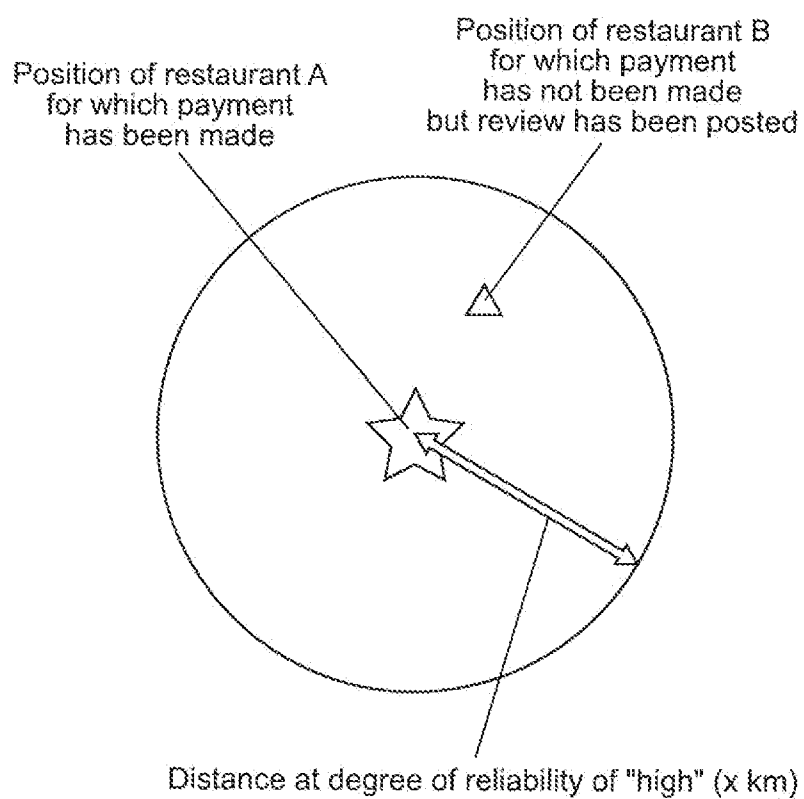 Position of restaurant A
for which payment
has been made
Position of restaurant B
for which payment
has not been made
but review has been posted
Distance at degree of reliability of "high" (x km)